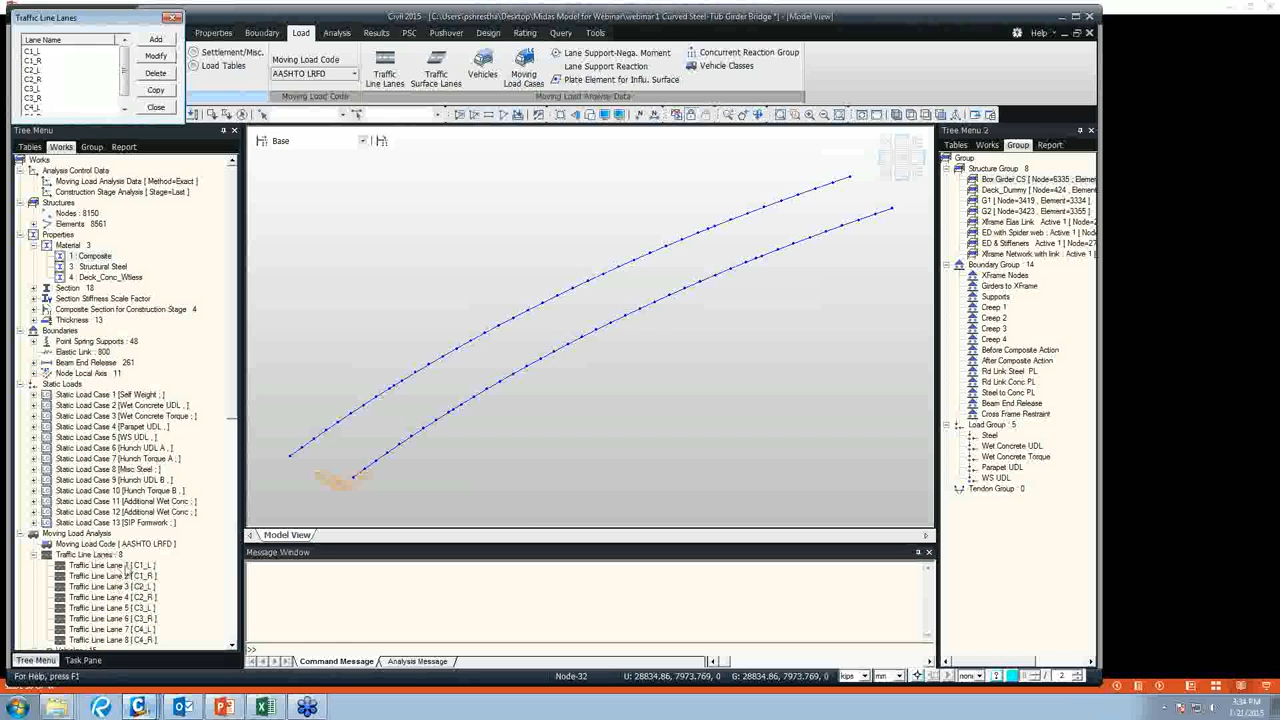 Traffic Line Lanes
Civil 2015 - [C:\Users\pshrestha\Desktop\Midas Model for Webinar\webinar 1 Curved Steel-Tub Girder Bridge *] - [Model View]
Lane Name
C1_L
C1_R
C2_L
C2_R
C3_L
C3_R
C4_L
Add
Modify
Delete
Copy
Close
Properties Boundary Load Analysis Results PSC Pushover Design Rating Query Tools
Help
Settlement/Misc.
Load Tables
Moving Load Code
AASHTO LRFD
Moving Load Code
Traffic Line Lanes
Traffic Surface Lanes
Vehicles
Moving Load Cases
Lane Support-Nega. Moment
Lane Support Reaction
Plate Element for Influ. Surface
Concurrent Reaction Group
Vehicle Classes
Moving Load Analysis Data
Tree Menu
Tables Works Group Report
Works
Analysis Control Data
Moving Load Analysis Data [Method=Exact]
Construction Stage Analysis [Stage=Last]
Structures
Nodes : 8150
Elements : 8561
Properties
Material : 3
1 : Composite
3 : Structural Steel
4 : Deck_Conc_Wtless
Section : 18
Section Stiffness Scale Factor
Composite Section for Construction Stage : 4
Thickness : 13
Boundaries
Point Spring Supports : 48
Elastic Link : 800
Beam End Release : 261
Node Local Axis : 11
Static Loads
Static Load Case 1 [Self Weight ; ]
Static Load Case 2 [Wet Concrete UDL ; ]
Static Load Case 3 [Wet Concrete Torque ; ]
Static Load Case 4 [Parapet UDL ; ]
Static Load Case 5 [WS UDL ; ]
Static Load Case 6 [Hunch UDL A ; ]
Static Load Case 7 [Hunch Torque A ; ]
Static Load Case 8 [Misc Steel ; ]
Static Load Case 9 [Hunch UDL B ; ]
Static Load Case 10 [Hunch Torque B ; ]
Static Load Case 11 [Additional Wet Conc ; ]
Static Load Case 12 [Additional Wet Conc ; ]
Static Load Case 13 [SIP Formwork ; ]
Moving Load Analysis
Moving Load Code [ AASHTO LRFD ]
Traffic Line Lanes : 8
Traffic Line Lane 1 [ C1_L ]
Traffic Line Lane 2 [ C1_R ]
Traffic Line Lane 3 [ C2_L ]
Traffic Line Lane 4 [ C2_R ]
Traffic Line Lane 5 [ C3_L ]
Traffic Line Lane 6 [ C3_R ]
Traffic Line Lane 7 [ C4_L ]
Traffic Line Lane 8 [ C4_R ]
Tree Menu Task Pane
Base
Model View
Message Window
>>
Command Message Analysis Message
Tree Menu 2
Tables Works Group Report
Group
Structure Group : 8
Box Girder CS [ Node=6335 ; Eleme
Deck_Dummy [ Node=424 ; Elemen
G1 [ Node=3419 ; Element=3334 ]
G2 [ Node=3423 ; Element=3355 ]
Xframe Elas Link : Active 1 [ Node=
ED with Spider web : Active 1 [ No
ED & Stiffeners : Active 1 [ Node=2
Xframe Network with link : Active 1 [
Boundary Group : 14
XFrame Nodes
Girders to XFrame
Supports
Creep 1
Creep 2
Creep 3
Creep 4
Before Composite Action
After Composite Action
Rd Link Steel PL
Rd Link Conc PL
Steel to Conc PL
Beam End Release
Cross Frame Restraint
Load Group : 5
Steel
Wet Concrete UDL
Wet Concrete Torque
Parapet UDL
WS UDL
Tendon Group : 0
For Help, press F1
Node-32
U: 28834.86, 7973.769, 0
G: 28834.86, 7973.769, 0
kips
mm
non
2
3:34 PM
1/21/2015